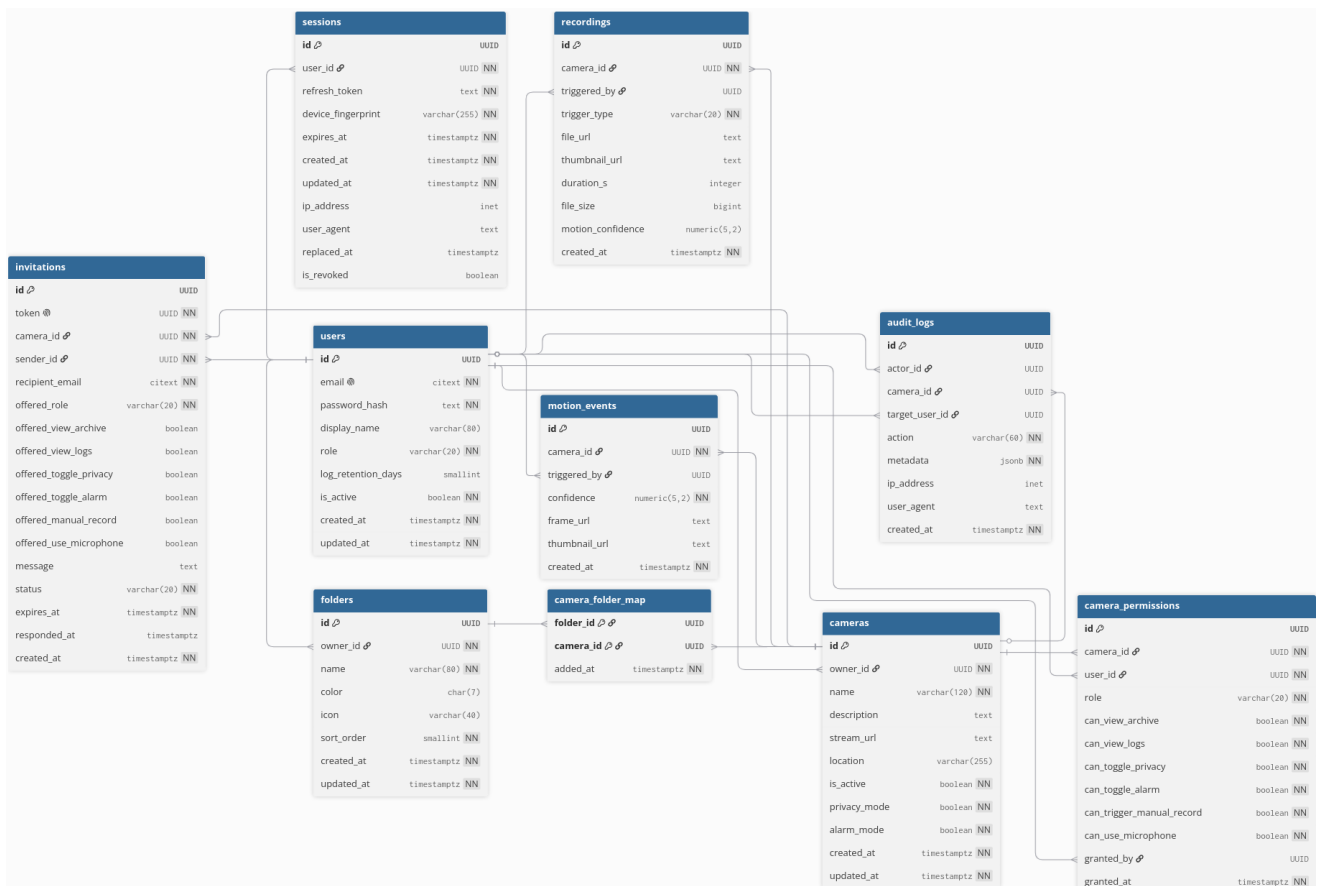 sessions
id UUID
user_id UUID NN
refresh_token text NN
device_fingerprint varchar(255) NN
expires_at timestamptz NN
created_at timestamptz NN
updated_at timestamptz NN
ip_address inet
user_agent text
replaced_at timestamptz
is_revoked boolean
recordings
id UUID
camera_id UUID NN
triggered_by UUID
trigger_type varchar(20) NN
file_url text
thumbnail_url text
duration_s integer
file_size bigint
motion_confidence numeric(5,2)
created_at timestamptz NN
invitations
id UUID
token UUID NN
camera_id UUID NN
sender_id UUID NN
recipient_email citext NN
offered_role varchar(20) NN
offered_view_archive boolean
offered_view_logs boolean
offered_toggle_privacy boolean
offered_toggle_alarm boolean
offered_manual_record boolean
offered_use_microphone boolean
message text
status varchar(20) NN
expires_at timestamptz NN
responded_at timestamptz
created_at timestamptz NN
users
id UUID
email citext NN
password_hash text NN
display_name varchar(80)
role varchar(20) NN
log_retention_days smallint
is_active boolean NN
created_at timestamptz NN
updated_at timestamptz NN
motion_events
id UUID
camera_id UUID NN
triggered_by UUID
confidence numeric(5,2) NN
frame_url text
thumbnail_url text
created_at timestamptz NN
audit_logs
id UUID
actor_id UUID
camera_id UUID
target_user_id UUID
action varchar(60) NN
metadata jsonb NN
ip_address inet
user_agent text
created_at timestamptz NN
folders
id UUID
owner_id UUID NN
name varchar(80) NN
color char(7)
icon varchar(40)
sort_order smallint NN
created_at timestamptz NN
updated_at timestamptz NN
camera_folder_map
folder_id UUID
camera_id UUID
added_at timestamptz NN
cameras
id UUID
owner_id UUID NN
name varchar(120) NN
description text
stream_url text
location varchar(255)
is_active boolean NN
privacy_mode boolean NN
alarm_mode boolean NN
created_at timestamptz NN
updated_at timestamptz NN
camera_permissions
id UUID
camera_id UUID NN
user_id UUID NN
role varchar(20) NN
can_view_archive boolean NN
can_view_logs boolean NN
can_toggle_privacy boolean NN
can_toggle_alarm boolean NN
can_trigger_manual_record boolean NN
can_use_microphone boolean NN
granted_by UUID
granted_at timestamptz NN